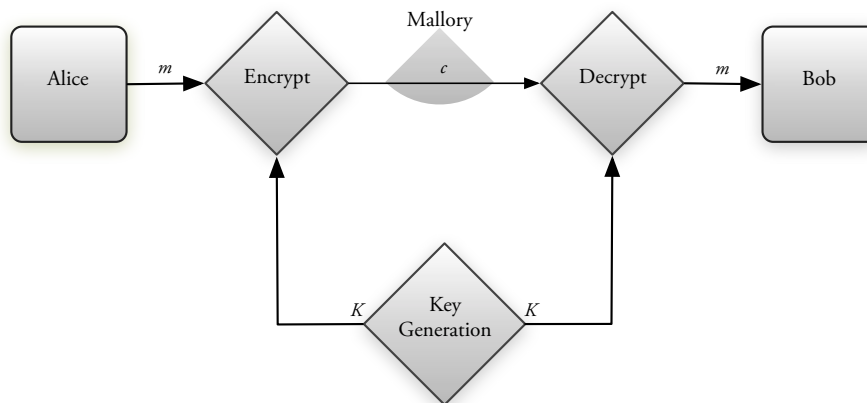 Mallory
Alice
m
Encrypt
c
Decrypt
m
Bob
K
Key
Generation
K